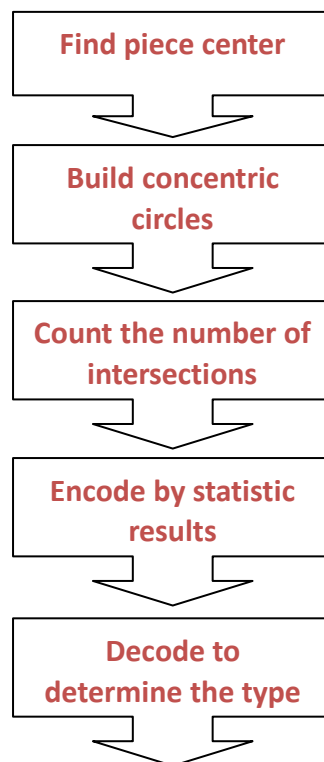 Find piece center
Build concentric
circles
Count the number of
intersections
Encode by statistic
results
Decode to
determine the type